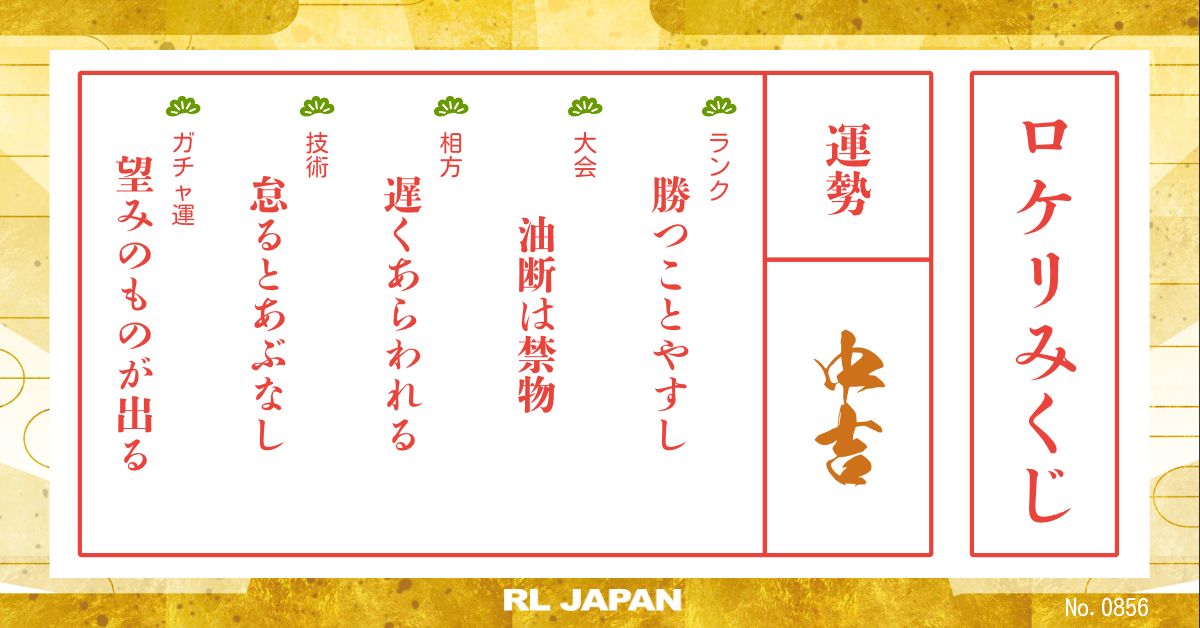 ロケリみくじ
運勢
中吉
ランク
勝つことやすし
大会
油断は禁物
相方
遅くあらわれる
技術
怠るとあぶなし
ガチャ運
望みのものが出る
RL JAPAN
No. 0856